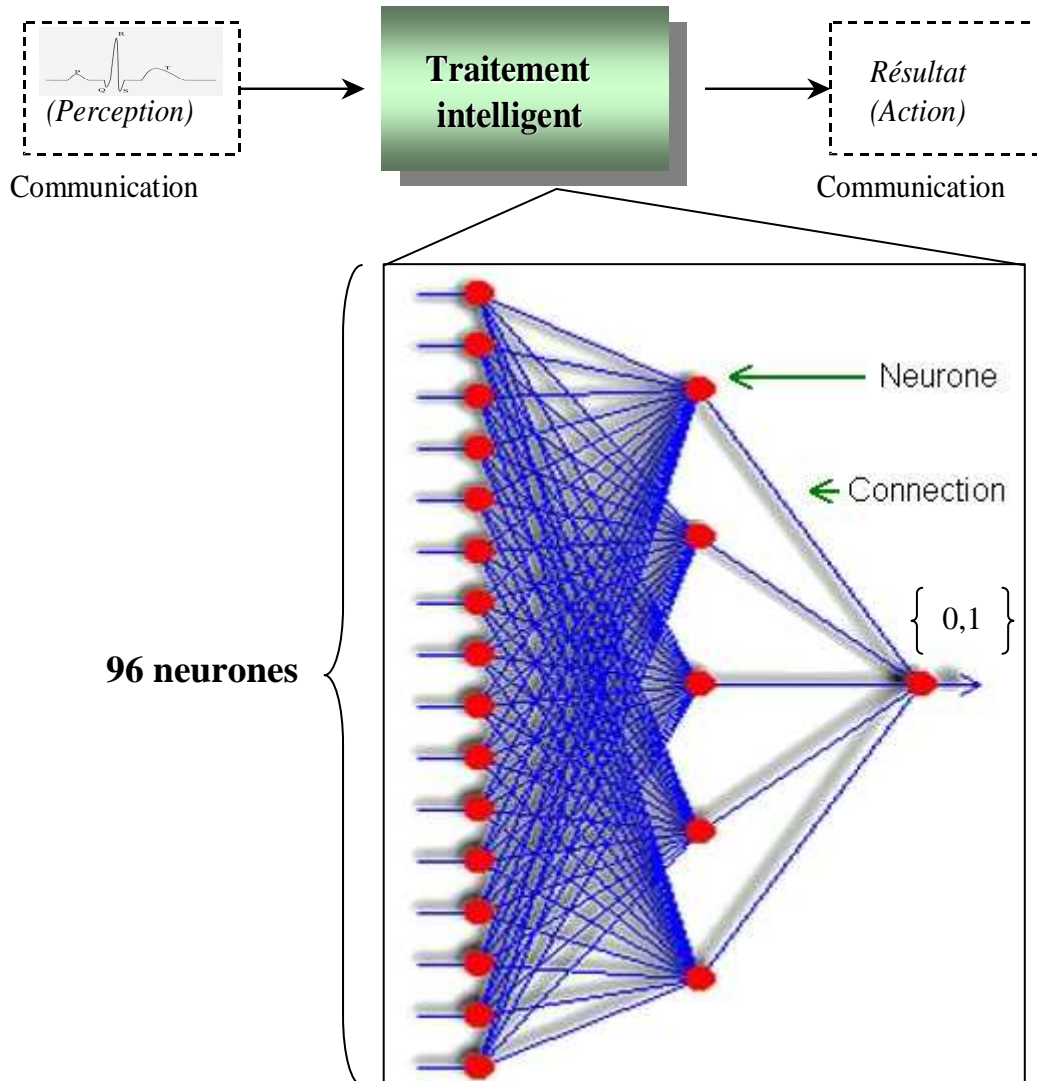 R
P
T
Q
S
(Perception)
Traitement
intelligent
Résultat
(Action)
Communication
Communication
Neurone
Connection
{ 0,1 }
96 neurones